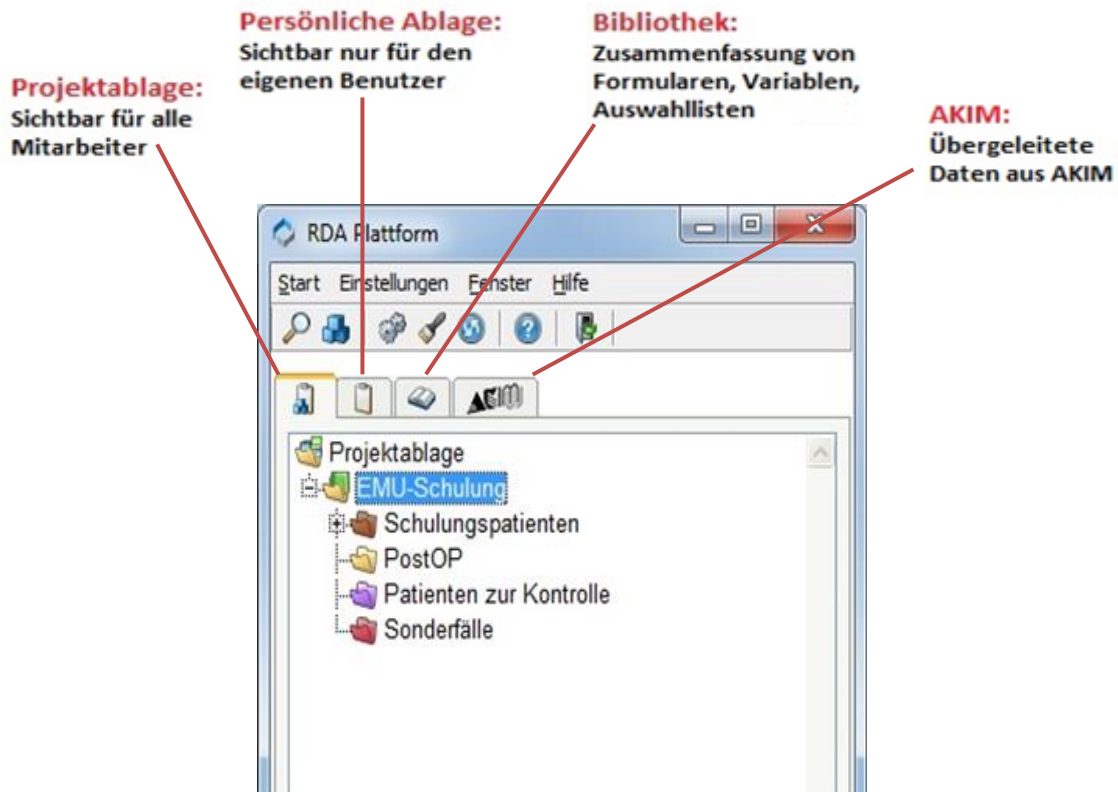 Persönliche Ablage:
Sichtbar nur für den
eigenen Benutzer
Bibliothek:
Zusammenfassung von
Formularen, Variablen,
Auswahllisten
Projektablage:
Sichtbar für alle
Mitarbeiter
AKIM:
Übergeleitete
Daten aus AKIM
RDA Plattform
Start Einstellungen Fenster Hilfe
AKIM
Projektablage
EMU-Schulung
Schulungspatienten
PostOP
Patienten zur Kontrolle
Sonderfälle